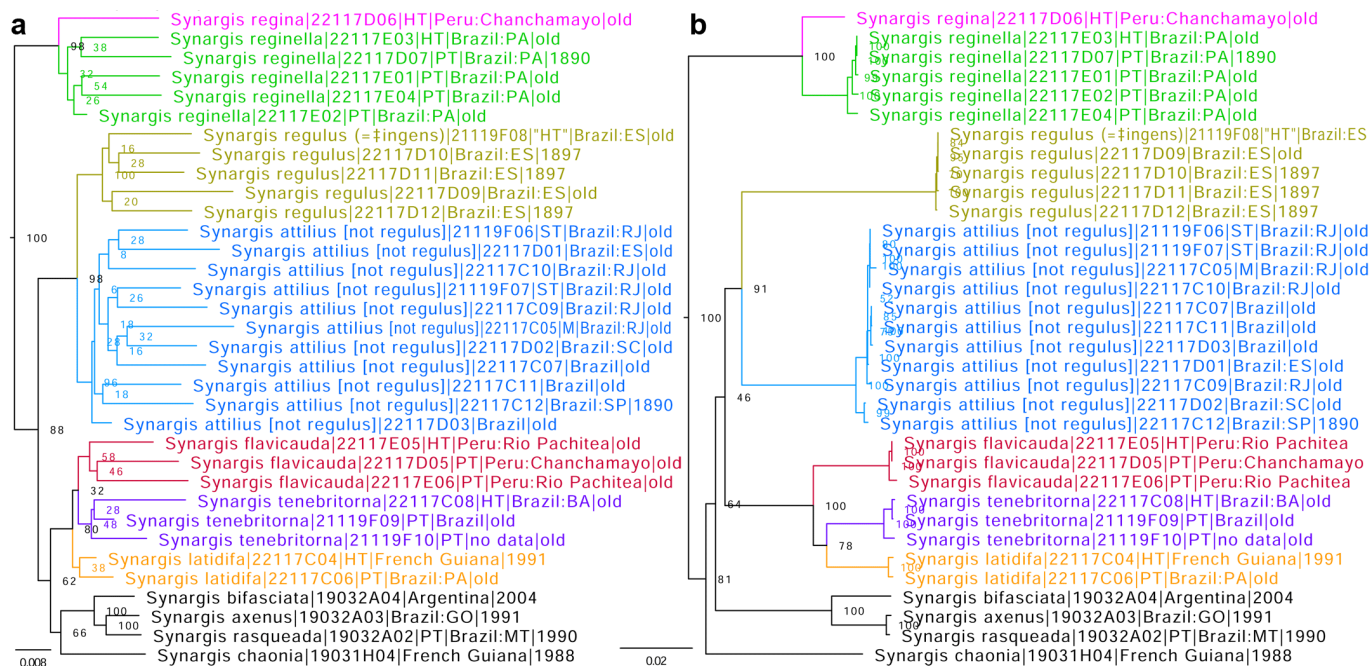 a
Synargis regina|22117D06|HT|Peru:Chanchamayo|old
98
38
Synargis reginella|22117E03|HT|Brazil:PA|old
Synargis reginella|22117D07|PT|Brazil:PA|1890
32
Synargis reginella|22117E01|PT|Brazil:PA|old
54
26
Synargis reginella|22117E04|PT|Brazil:PA|old
Synargis reginella|22117E02|PT|Brazil:PA|old
Synargis regulus (=‡ingens)|21119F08|"HT"|Brazil:ES|old
16
Synargis regulus|22117D10|Brazil:ES|1897
28
100
Synargis regulus|22117D11|Brazil:ES|1897
Synargis regulus|22117D09|Brazil:ES|old
20
Synargis regulus|22117D12|Brazil:ES|1897
100
Synargis attilius [not regulus]|21119F06|ST|Brazil:RJ|old
28
8
Synargis attilius [not regulus]|22117D01|Brazil:ES|old
98
Synargis attilius [not regulus]|22117C10|Brazil:RJ|old
6
Synargis attilius [not regulus]|21119F07|ST|Brazil:RJ|old
26
Synargis attilius [not regulus]|22117C09|Brazil:RJ|old
18
Synargis attilius [not regulus]|22117C05|M|Brazil:RJ|old
32
28
16
Synargis attilius [not regulus]|22117D02|Brazil:SC|old
Synargis attilius [not regulus]|22117C07|Brazil|old
96
Synargis attilius [not regulus]|22117C11|Brazil|old
18
Synargis attilius [not regulus]|22117C12|Brazil:SP|1890
Synargis attilius [not regulus]|22117D03|Brazil|old
88
Synargis flavicauda|22117E05|HT|Peru:Rio Pachitea|old
58
Synargis flavicauda|22117D05|PT|Peru:Chanchamayo|old
46
Synargis flavicauda|22117E06|PT|Peru:Rio Pachitea|old
32
Synargis tenebritorna|22117C08|HT|Brazil:BA|old
28
48
Synargis tenebritorna|21119F09|PT|Brazil|old
80
Synargis tenebritorna|21119F10|PT|no data|old
Synargis latidifa|22117C04|HT|French Guiana|1991
38
62
Synargis latidifa|22117C06|PT|Brazil:PA|old
Synargis bifasciata|19032A04|Argentina|2004
100
Synargis axenus|19032A03|Brazil:GO|1991
100
66
Synargis rasqueada|19032A02|PT|Brazil:MT|1990
Synargis chaonia|19031H04|French Guiana|1988
0.008
b
Synargis regina|22117D06|HT|Peru:Chanchamayo|old
100
Synargis reginella|22117E03|HT|Brazil:PA|old
100
Synargis reginella|22117D07|PT|Brazil:PA|1890
Synargis reginella|22117E01|PT|Brazil:PA|old
Synargis reginella|22117E02|PT|Brazil:PA|old
100
Synargis reginella|22117E04|PT|Brazil:PA|old
Synargis regulus (=‡ingens)|21119F08|"HT"|Brazil:ES
Synargis regulus|22117D09|Brazil:ES|old
Synargis regulus|22117D10|Brazil:ES|1897
Synargis regulus|22117D11|Brazil:ES|1897
100
Synargis regulus|22117D12|Brazil:ES|1897
Synargis attilius [not regulus]|21119F06|ST|Brazil:RJ|old
Synargis attilius [not regulus]|21119F07|ST|Brazil:RJ|old
100
Synargis attilius [not regulus]|22117C05|M|Brazil:RJ|old
91
Synargis attilius [not regulus]|22117C10|Brazil:RJ|old
52
Synargis attilius [not regulus]|22117C07|Brazil|old
100
Synargis attilius [not regulus]|22117C11|Brazil|old
Synargis attilius [not regulus]|22117D03|Brazil|old
100
Synargis attilius [not regulus]|22117D01|Brazil:ES|old
100
Synargis attilius [not regulus]|22117C09|Brazil:RJ|old
46
Synargis attilius [not regulus]|22117D02|Brazil:SC|old
99
Synargis attilius [not regulus]|22117C12|Brazil:SP|1890
Synargis flavicauda|22117E05|HT|Peru:Rio Pachitea
100
Synargis flavicauda|22117D05|PT|Peru:Chanchamayo
100
Synargis flavicauda|22117E06|PT|Peru:Rio Pachitea
64
100
Synargis tenebritorna|22117C08|HT|Brazil:BA|old
100
Synargis tenebritorna|21119F09|PT|Brazil|old
100
Synargis tenebritorna|21119F10|PT|no data|old
78
Synargis latidifa|22117C04|HT|French Guiana|1991
100
81
Synargis latidifa|22117C06|PT|Brazil:PA|old
Synargis bifasciata|19032A04|Argentina|2004
100
Synargis axenus|19032A03|Brazil:GO|1991
100
Synargis rasqueada|19032A02|PT|Brazil:MT|1990
Synargis chaonia|19031H04|French Guiana|1988
0.02